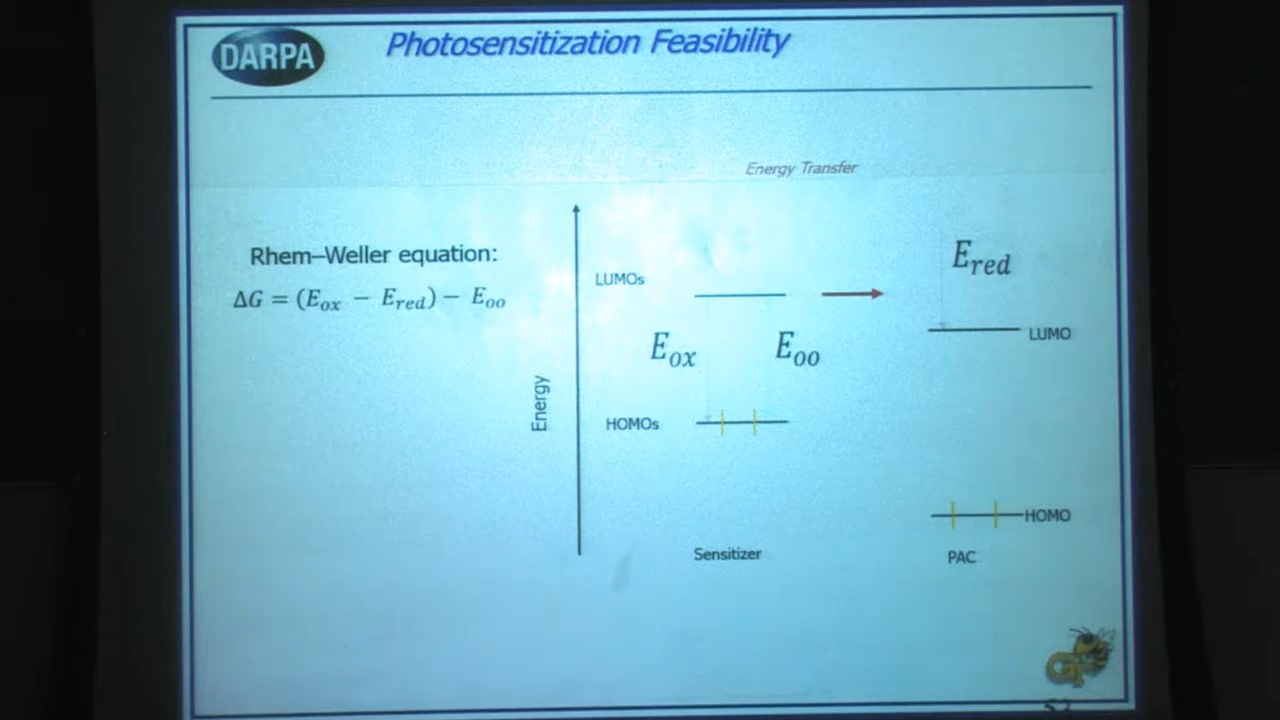 DARPA
Photosensitization Feasibility
Energy Transfer
Rhem–Weller equation:
ΔG = (E_ox − E_red) − E_oo
Energy
LUMOs
HOMOs
E_ox
E_oo
E_red
LUMO
HOMO
Sensitizer
PAC